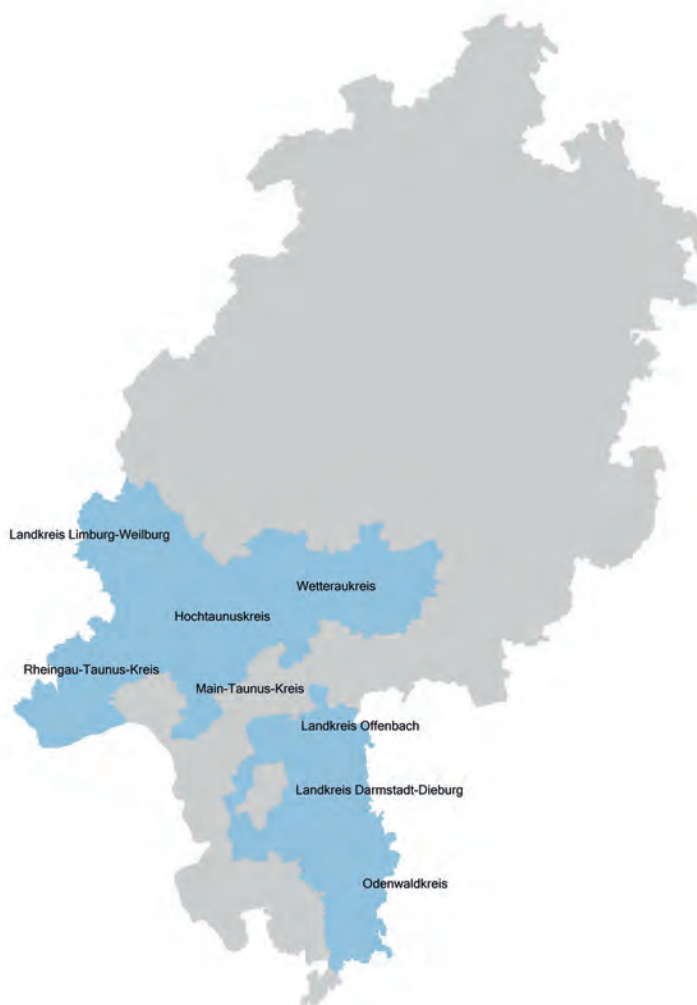 Landkreis Limburg-Weilburg
Wetteraukreis
Hochtaunuskreis
Rheingau-Taunus-Kreis
Main-Taunus-Kreis
Landkreis Offenbach
Landkreis Darmstadt-Dieburg
Odenwaldkreis